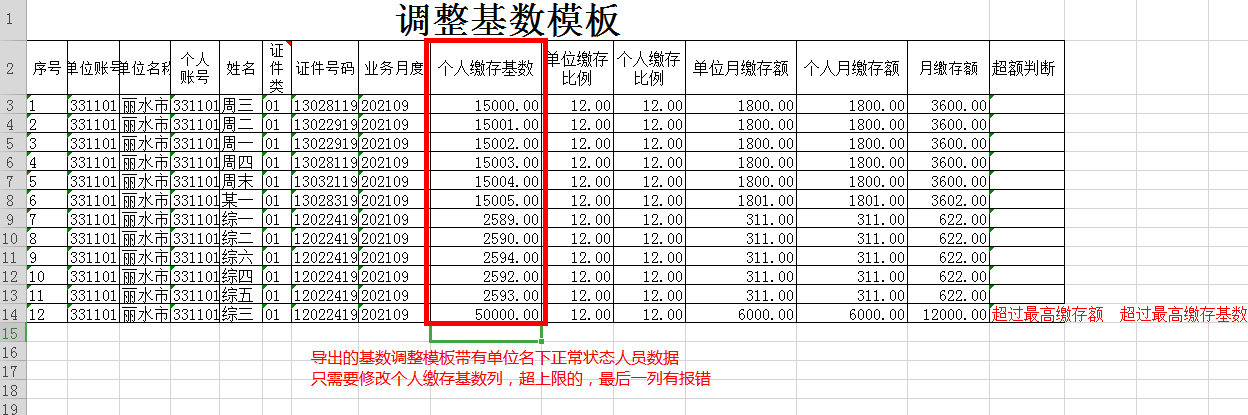 调整基数模板
序号 单位账号 单位名称 个人账号 姓名 证件类 证件号码 业务月度 个人缴存基数 单位缴存比例 个人缴存比例 单位月缴存额 个人月缴存额 月缴存额 超额判断
1 331101 丽水市 331101 周三 01 13028119 202109 15000.00 12.00 12.00 1800.00 1800.00 3600.00
2 331101 丽水市 331101 周二 01 13022919 202109 15001.00 12.00 12.00 1800.00 1800.00 3600.00
3 331101 丽水市 331101 周一 01 12022919 202109 15002.00 12.00 12.00 1800.00 1800.00 3600.00
4 331101 丽水市 331101 周四 01 13028119 202109 15003.00 12.00 12.00 1800.00 1800.00 3600.00
5 331101 丽水市 331101 周末 01 13032119 202109 15004.00 12.00 12.00 1800.00 1800.00 3600.00
6 331101 丽水市 331101 某一 01 13028319 202109 15005.00 12.00 12.00 1801.00 1801.00 3602.00
7 331101 丽水市 331101 综一 01 12022419 202109 2589.00 12.00 12.00 311.00 311.00 622.00
8 331101 丽水市 331101 综二 01 12022419 202109 2590.00 12.00 12.00 311.00 311.00 622.00
9 331101 丽水市 331101 综六 01 12022419 202109 2594.00 12.00 12.00 311.00 311.00 622.00
10 331101 丽水市 331101 综四 01 12022419 202109 2592.00 12.00 12.00 311.00 311.00 622.00
11 331101 丽水市 331101 综五 01 12022419 202109 2593.00 12.00 12.00 311.00 311.00 622.00
12 331101 丽水市 331101 综三 01 12022419 202109 50000.00 12.00 12.00 6000.00 6000.00 12000.00 超过最高缴存额 超过最高缴存基数
导出的基数调整模板带有单位名下正常状态人员数据
只需要修改个人缴存基数列，超上限的，最后一列有报错